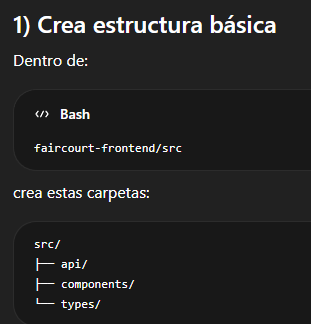 1) Crea estructura básica
Dentro de:
</> Bash
faircourt-frontend/src
crea estas carpetas:
src/
├── api/
├── components/
└── types/